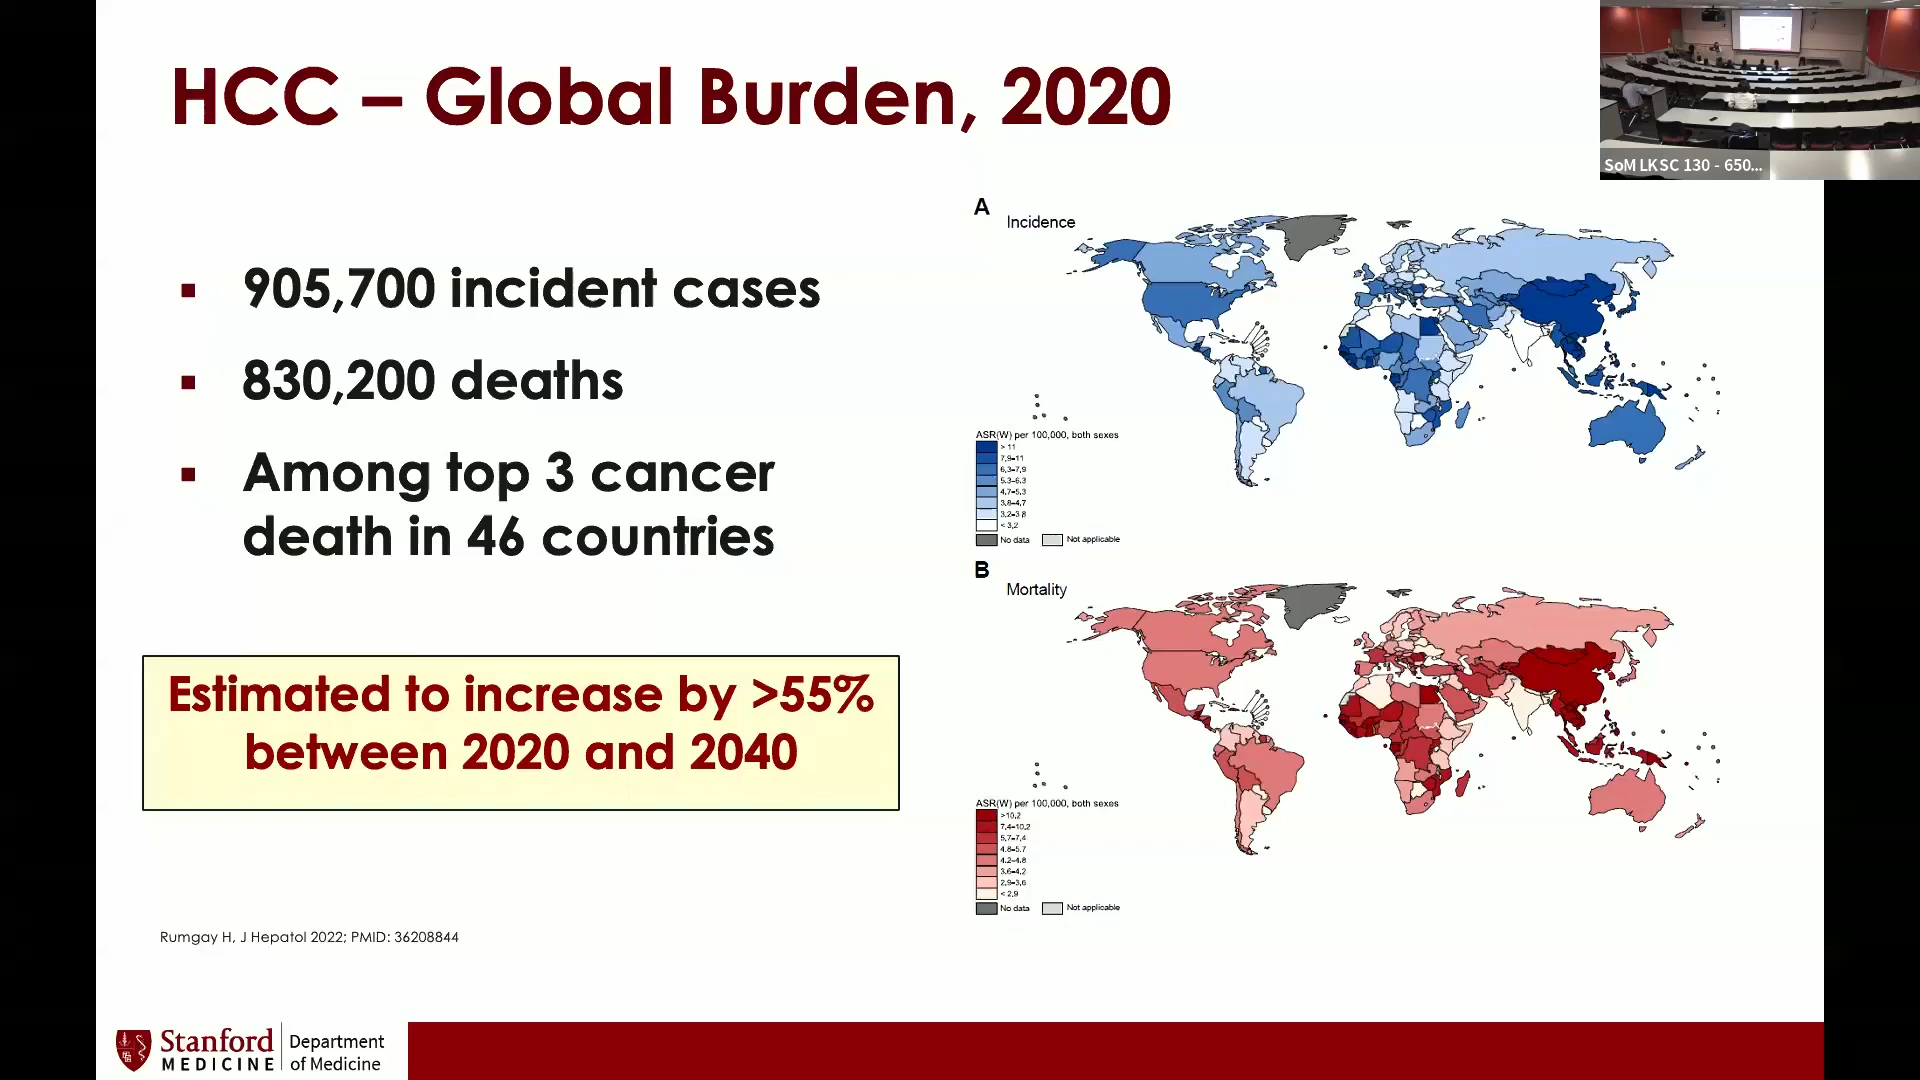 HCC – Global Burden, 2020
SoM LKSC 130 - 650...
905,700 incident cases
830,200 deaths
Among top 3 cancer
death in 46 countries
Estimated to increase by >55%
between 2020 and 2040
A
Incidence
ASR(W) per 100,000, both sexes
> 11
7,9–11
6,3–7,9
5,3–6,3
4,7–5,3
3,8–4,7
3,2–3,8
< 3,2
No data
Not applicable
B
Mortality
ASR(W) per 100,000, both sexes
>10,2
7,4–10,2
5,7–7,4
4,8–5,7
4,2–4,8
3,6–4,2
2,9–3,6
< 2,9
No data
Not applicable
Rumgay H, J Hepatol 2022; PMID: 36208844
Stanford
MEDICINE
Department
of Medicine